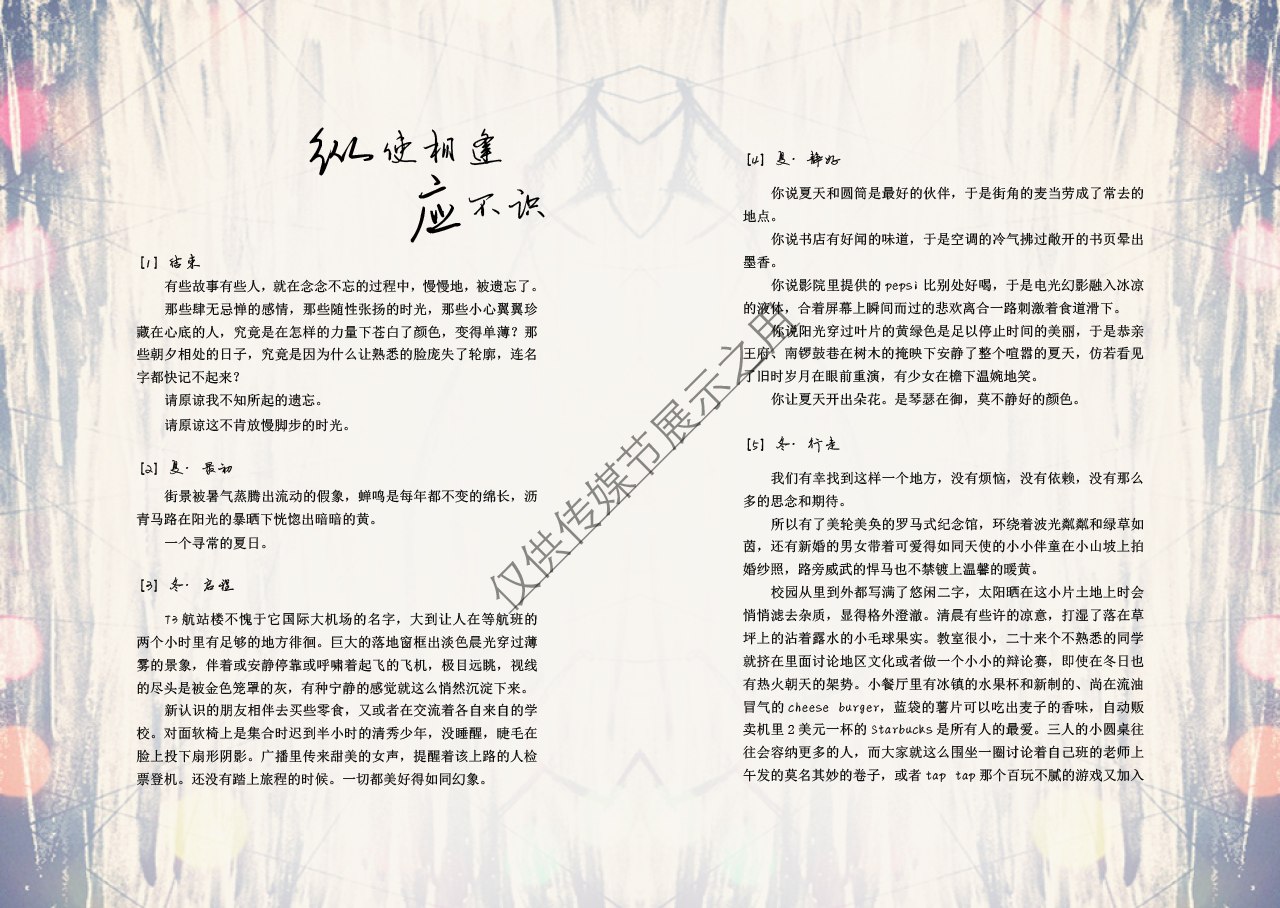 纵使相逢
应不识
[1] 结束
有些故事有些人，就在念念不忘的过程中，慢慢地，被遗忘了。
那些肆无忌惮的感情，那些随性张扬的时光，那些小心翼翼珍
藏在心底的人，究竟是在怎样的力量下苍白了颜色，变得单薄？那
些朝夕相处的日子，究竟是因为什么让熟悉的脸庞失了轮廓，连名
字都快记不起来？
请原谅我不知所起的遗忘。
请原谅这不肯放慢脚步的时光。
[2] 夏· 最初
街景被暑气蒸腾出流动的假象，蝉鸣是每年都不变的绵长，沥
青马路在阳光的暴晒下恍惚出暗暗的黄。
一个寻常的夏日。
[3] 冬· 启程
T3 航站楼不愧于它国际大机场的名字，大到让人在等航班的
两个小时里有足够的地方徘徊。巨大的落地窗框出淡色晨光穿过薄
雾的景象，伴着或安静停靠或呼啸着起飞的飞机，极目远眺，视线
的尽头是被金色笼罩的灰，有种宁静的感觉就这么悄然沉淀下来。
新认识的朋友相伴去买些零食，又或者在交流着各自来自的学
校。对面软椅上是集合时迟到半小时的清秀少年，没睡醒，睫毛在
脸上投下扇形阴影。广播里传来甜美的女声，提醒着该上路的人检
票登机。还没有踏上旅程的时候。一切都美好得如同幻象。
[4] 夏· 静好
你说夏天和圆筒是最好的伙伴，于是街角的麦当劳成了常去的
地点。
你说书店有好闻的味道，于是空调的冷气拂过敞开的书页晕出
墨香。
你说影院里提供的 pepsi 比别处好喝，于是电光幻影融入冰凉
的液体，合着屏幕上瞬间而过的悲欢离合一路刺激着食道滑下。
你说阳光穿过叶片的黄绿色是足以停止时间的美丽，于是恭亲
王府、南锣鼓巷在树木的掩映下安静了整个喧嚣的夏天，仿若看见
了旧时岁月在眼前重演，有少女在檐下温婉地笑。
你让夏天开出朵花。是琴瑟在御，莫不静好的颜色。
[5] 冬· 行走
我们有幸找到这样一个地方，没有烦恼，没有依赖，没有那么
多的思念和期待。
所以有了美轮美奂的罗马式纪念馆，环绕着波光粼粼和绿草如
茵，还有新婚的男女带着可爱得如同天使的小小伴童在小山坡上拍
婚纱照，路旁威武的悍马也不禁镀上温馨的暖黄。
校园从里到外都写满了悠闲二字，太阳晒在这小片土地上时会
悄悄滤去杂质，显得格外澄澈。清晨有些许的凉意，打湿了落在草
坪上的沾着露水的小毛球果实。教室很小，二十来个不熟悉的同学
就挤在里面讨论地区文化或者做一个小小的辩论赛，即使在冬日也
有热火朝天的架势。小餐厅里有冰镇的水果杯和新制的、尚在流油
冒气的 cheese burger，蓝袋的薯片可以吃出麦子的香味，自动贩
卖机里 2 美元一杯的 Starbucks 是所有人的最爱。三人的小圆桌往
往会容纳更多的人，而大家就这么围坐一圈讨论着自己班的老师上
午发的莫名其妙的卷子，或者 tap tap 那个百玩不腻的游戏又加入
仅供传媒节展示之用
3